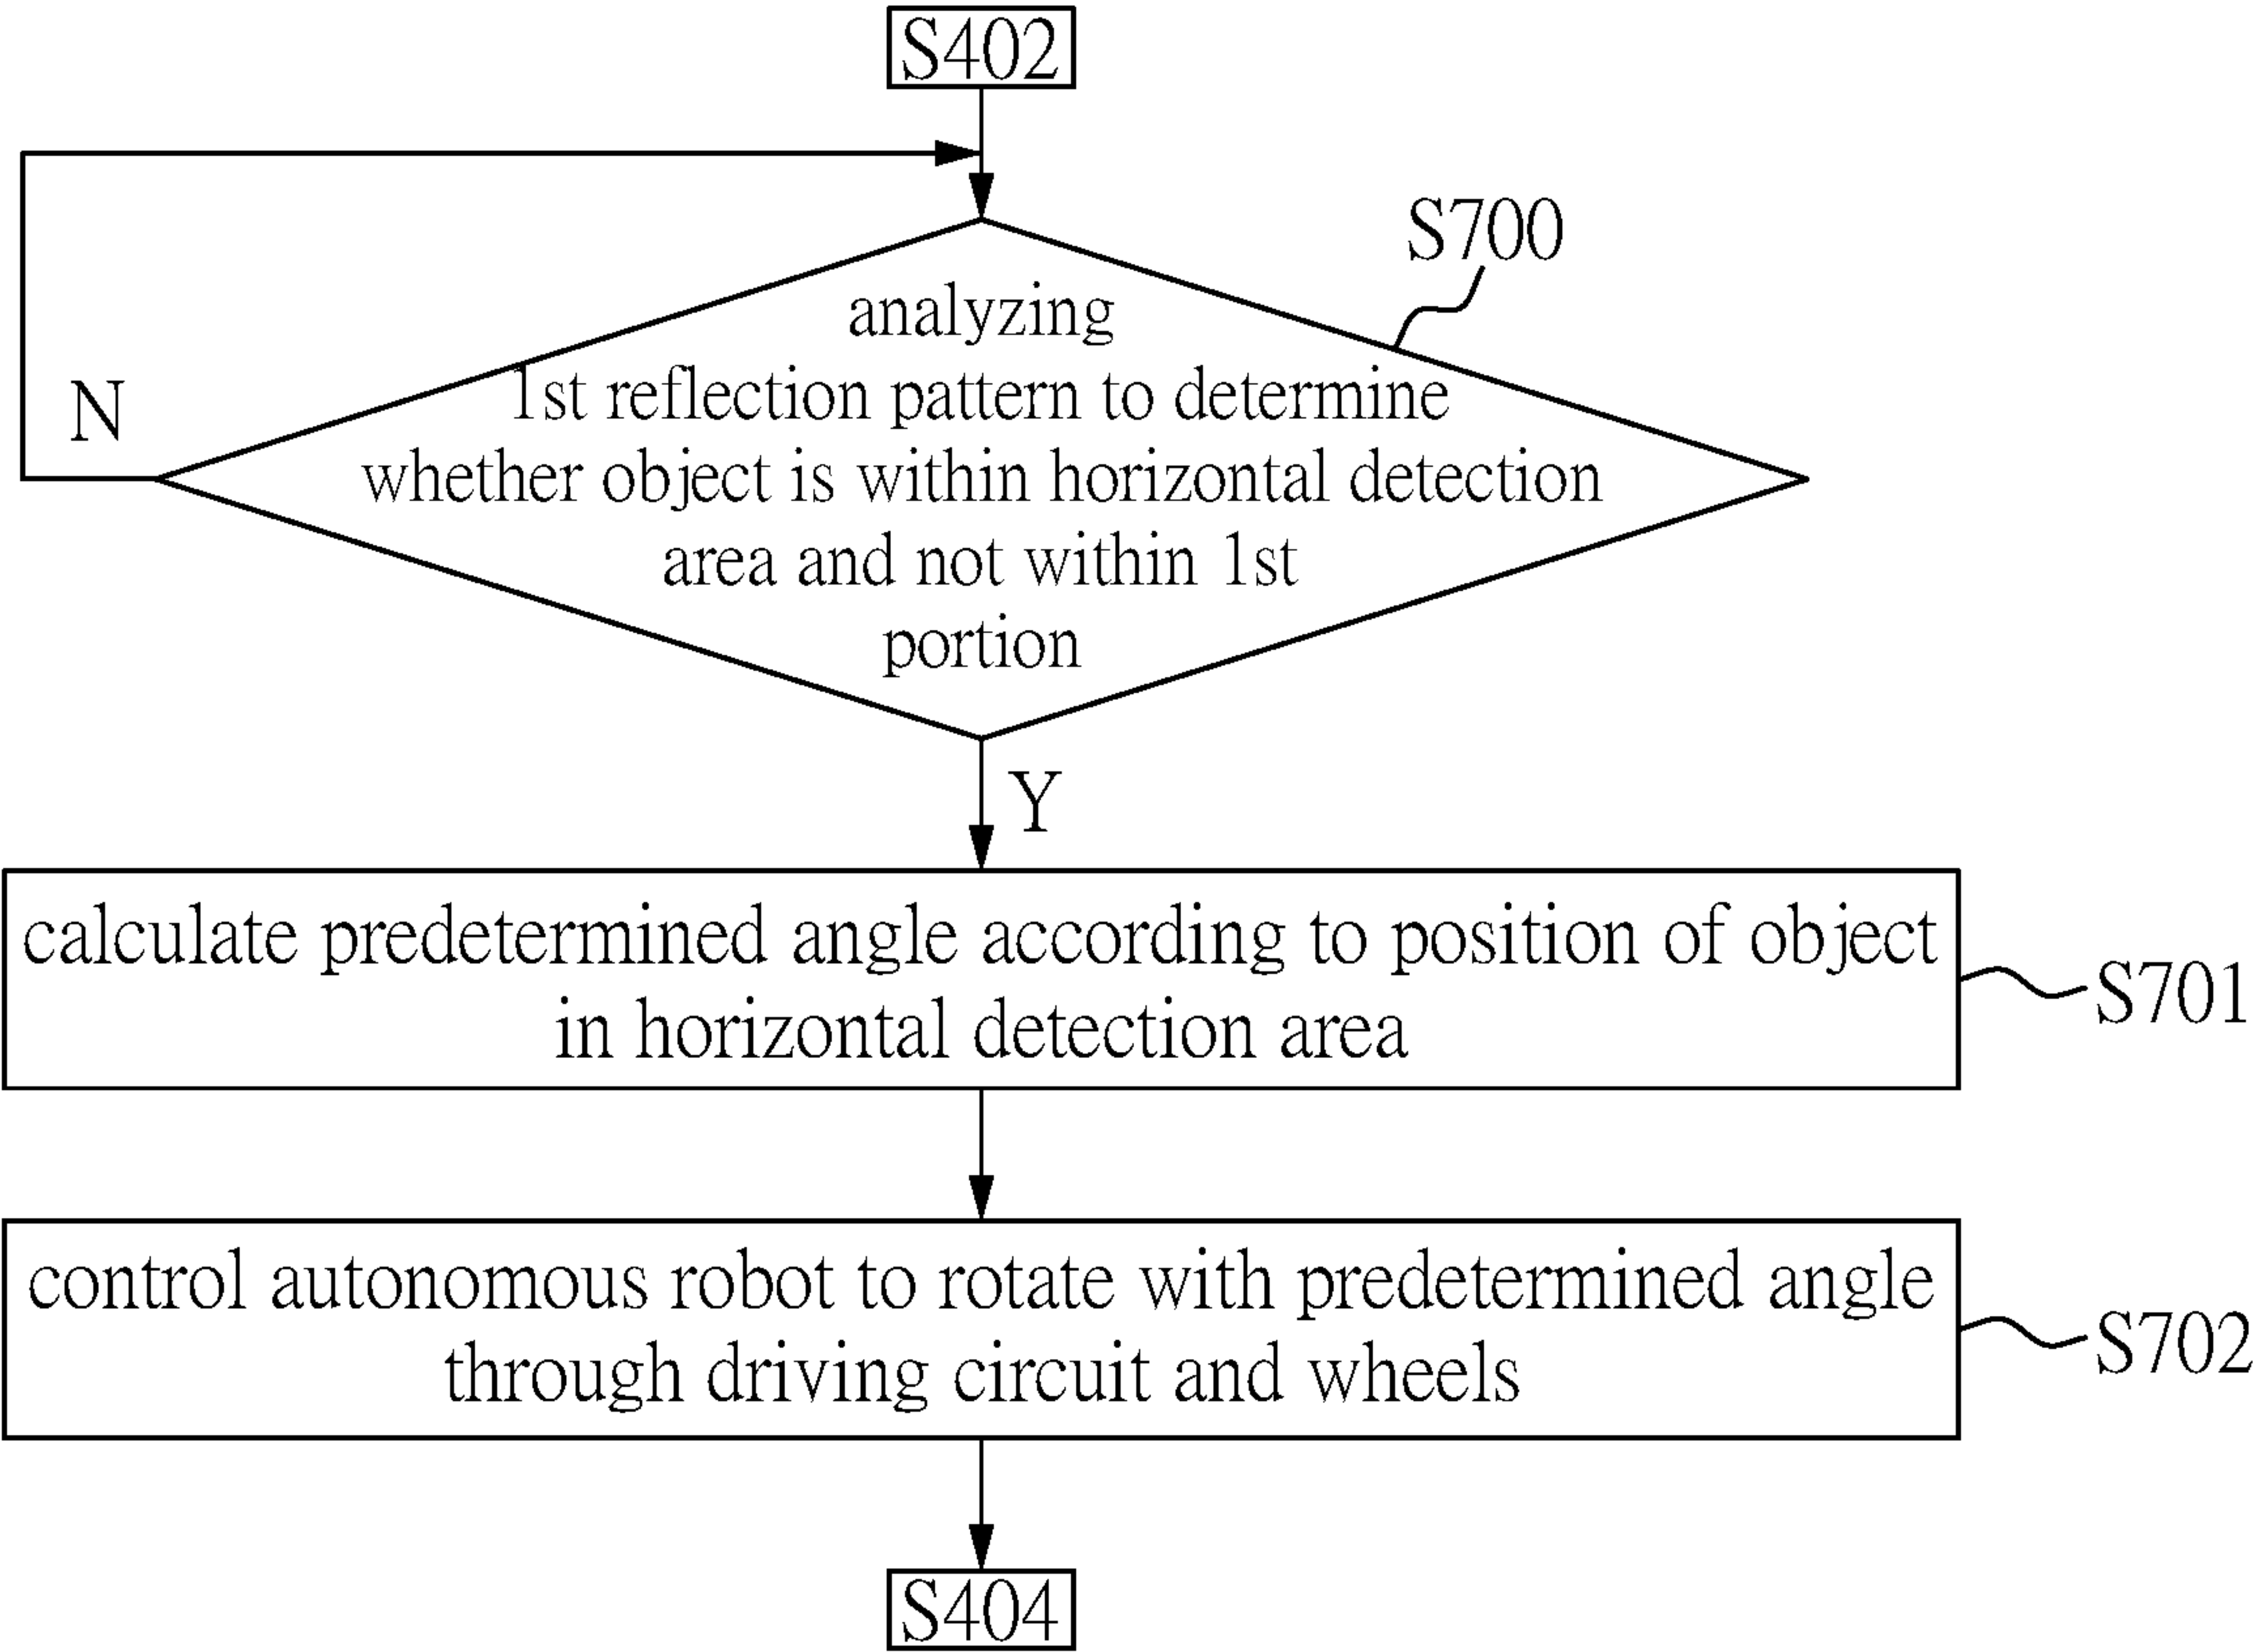 S402
S700
analyzing
1st reflection pattern to determine
whether object is within horizontal detection
area and not within 1st
portion
N
Y
calculate predetermined angle according to position of object
in horizontal detection area
S701
control autonomous robot to rotate with predetermined angle
through driving circuit and wheels
S702
S404